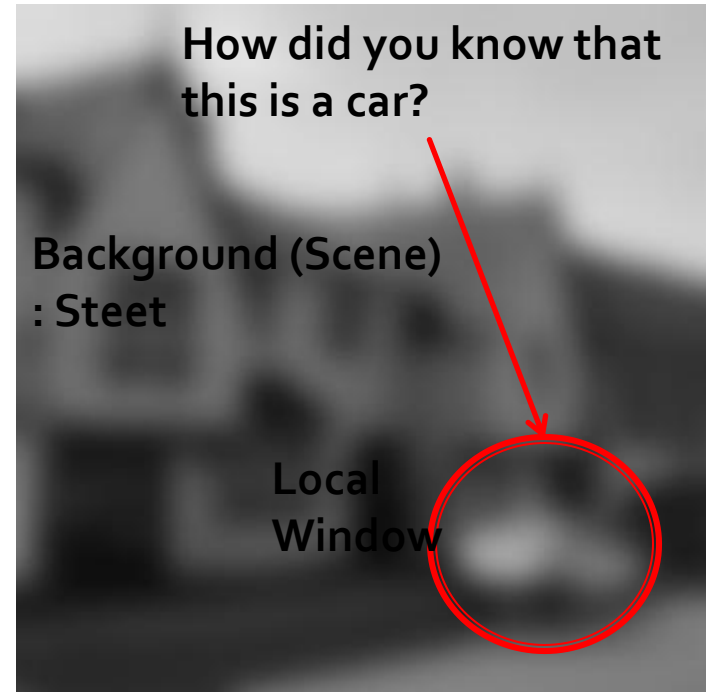 How did you know that
this is a car?
Background (Scene)
: Steet
Local
Window